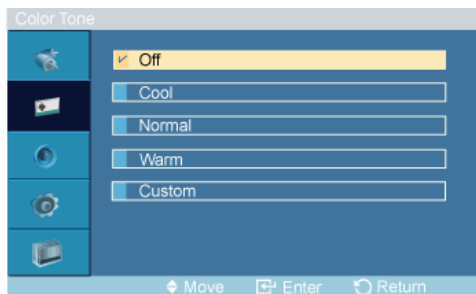 Color Tone
Off
Cool
Normal
Warm
Custom
Move Enter Return